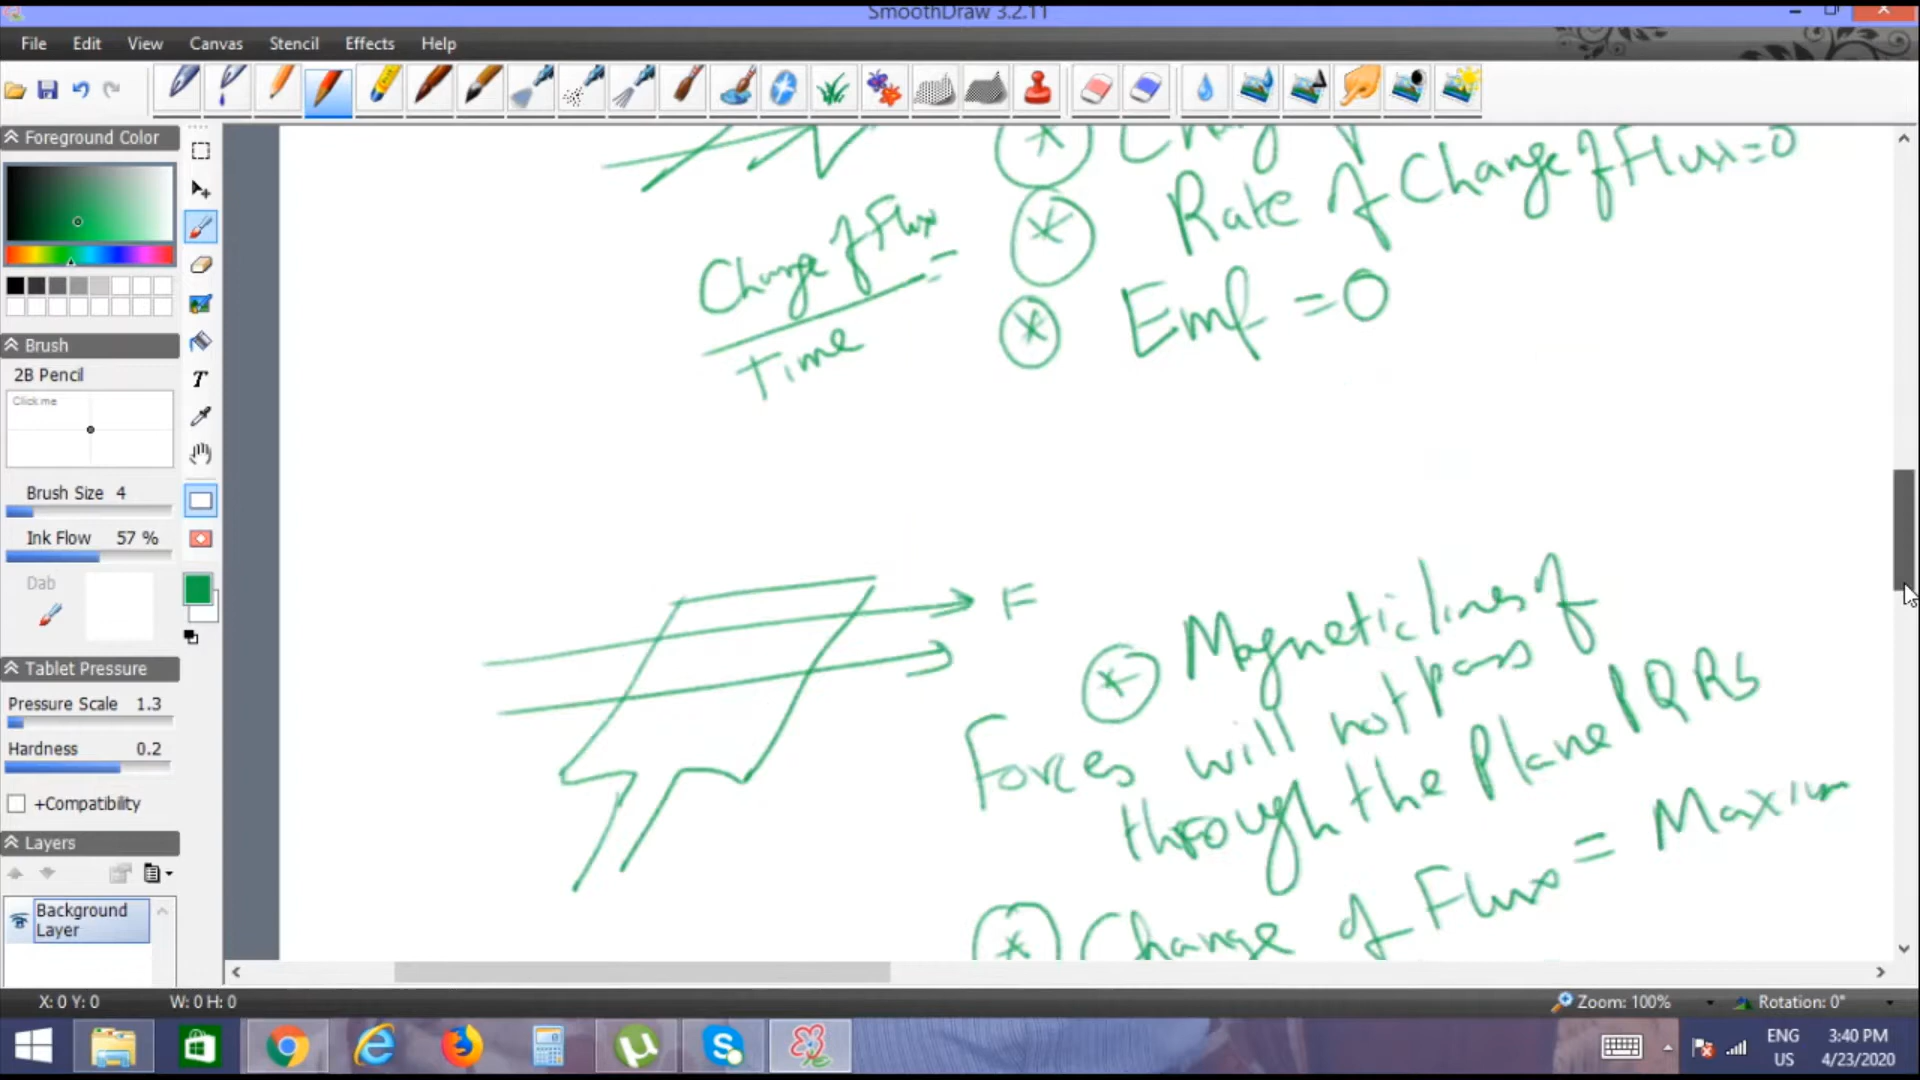 SmoothDraw 3.2.11
File Edit View Canvas Stencil Effects Help
Foreground Color
Brush
2B Pencil
Click me
Brush Size 4
Ink Flow 57 %
Dab
Tablet Pressure
Pressure Scale 1.3
Hardness 0.2
+Compatibility
Layers
Background
Layer
Rate of Change of Flux=0
Change of Flux =
Time
Emf =0
F
Magnetic lines of
Forces will not pass
through the Plane PQRS
Change of Flux = Maxium
X: 0 Y: 0 W: 0 H: 0
Zoom: 100% Rotation: 0°
ENG 3:40 PM
US 4/23/2020